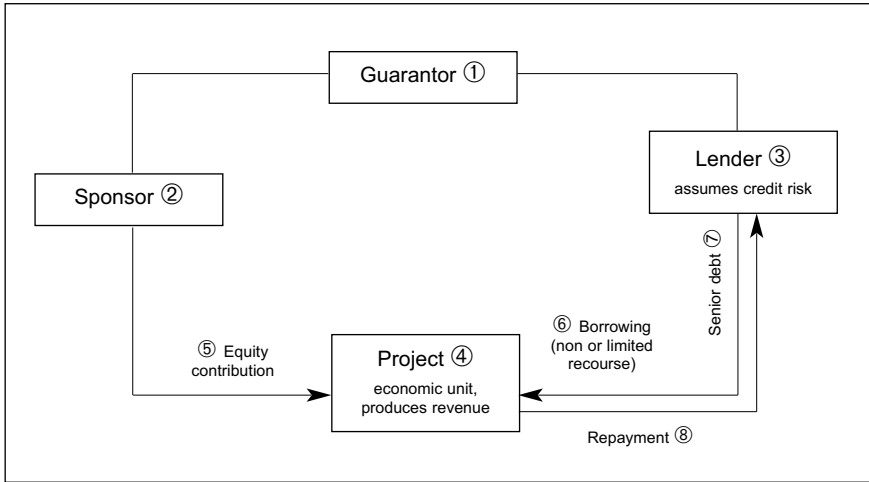 Guarantor ①
Lender ③
assumes credit risk
Sponsor ②
Senior debt ⑦
⑥ Borrowing
(non or limited
recourse)
⑤ Equity
contribution
Project ④
economic unit,
produces revenue
Repayment ⑧